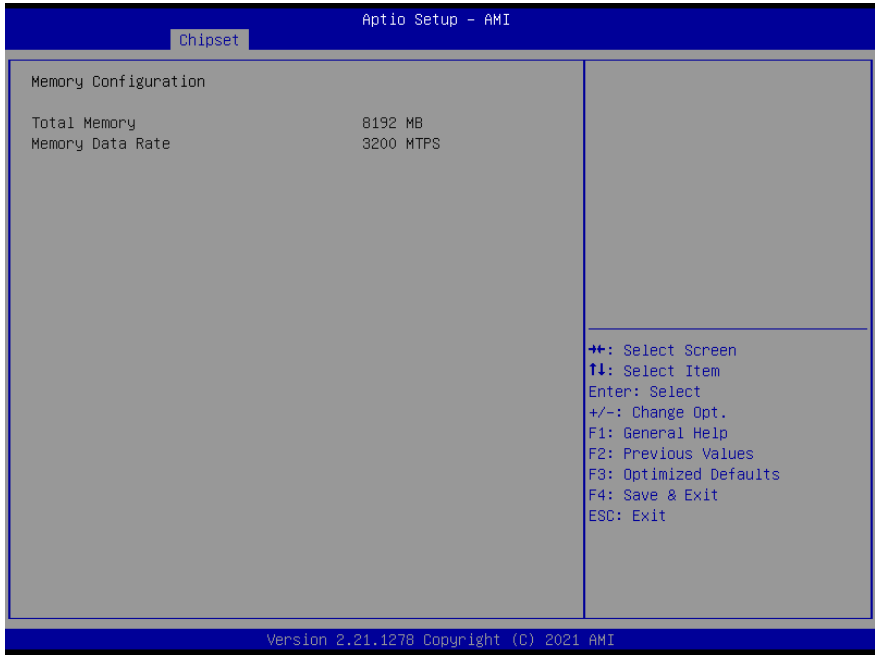 Aptio Setup – AMI
Chipset
Memory Configuration
Total Memory 8192 MB
Memory Data Rate 3200 MTPS
→←: Select Screen
↑↓: Select Item
Enter: Select
+/-: Change Opt.
F1: General Help
F2: Previous Values
F3: Optimized Defaults
F4: Save & Exit
ESC: Exit
Version 2.21.1278 Copyright (C) 2021 AMI